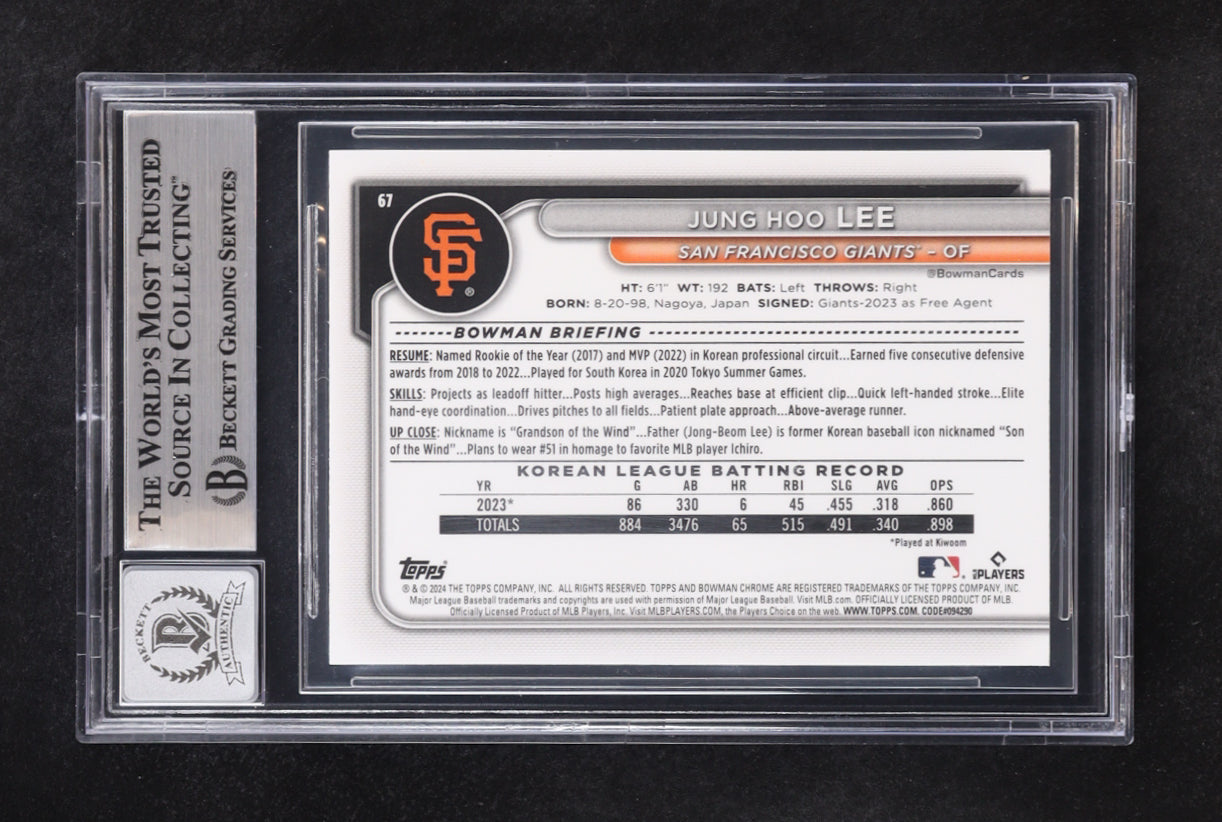 THE WORLD'S MOST TRUSTED
SOURCE IN COLLECTING™
B BECKETT GRADING SERVICES®
BECKETT
AUTHENTIC
67
SF®
JUNG HOO LEE
SAN FRANCISCO GIANTS™ – OF
@BowmanCards
HT: 6'1" WT: 192 BATS: Left THROWS: Right
BORN: 8-20-98, Nagoya, Japan SIGNED: Giants-2023 as Free Agent
BOWMAN BRIEFING
RESUME: Named Rookie of the Year (2017) and MVP (2022) in Korean professional circuit...Earned five consecutive defensive
awards from 2018 to 2022...Played for South Korea in 2020 Tokyo Summer Games.
SKILLS: Projects as leadoff hitter...Posts high averages...Reaches base at efficient clip...Quick left-handed stroke...Elite
hand-eye coordination...Drives pitches to all fields...Patient plate approach...Above-average runner.
UP CLOSE: Nickname is "Grandson of the Wind"...Father (Jong-Beom Lee) is former Korean baseball icon nicknamed "Son
of the Wind"...Plans to wear #51 in homage to favorite MLB player Ichiro.
KOREAN LEAGUE BATTING RECORD
YR G AB HR RBI SLG AVG OPS
2023* 86 330 6 45 .455 .318 .860
TOTALS 884 3476 65 515 .491 .340 .898
*Played at Kiwoom
Topps®
MLB PLAYERS
® & © 2024 THE TOPPS COMPANY, INC. ALL RIGHTS RESERVED. TOPPS AND BOWMAN CHROME ARE REGISTERED TRADEMARKS OF THE TOPPS COMPANY, INC.
Major League Baseball trademarks and copyrights are used with permission of Major League Baseball. Visit MLB.com. OFFICIALLY LICENSED PRODUCT OF MLB.
Officially Licensed Product of MLB Players, Inc. Visit MLBPLAYERS.COM, the Players Choice on the web. WWW.TOPPS.COM. CODE#094290